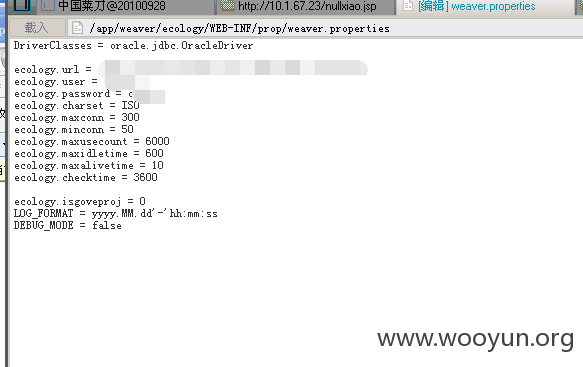 中国菜刀@20100928 http://10.1.67.23/nullxiao.jsp [编辑] weaver.properties
载入 /app/weaver/ecology/WEB-INF/prop/weaver.properties
DriverClasses = oracle.jdbc.OracleDriver
ecology.url =
ecology.user =
ecology.password = c
ecology.charset = ISO
ecology.maxconn = 300
ecology.minconn = 50
ecology.maxusecount = 6000
ecology.maxidletime = 600
ecology.maxalivetime = 10
ecology.checktime = 3600
ecology.isgoveproj = 0
LOG_FORMAT = yyyy.MM.dd'-'hh:mm:ss
DEBUG_MODE = false
www.wooyun.org